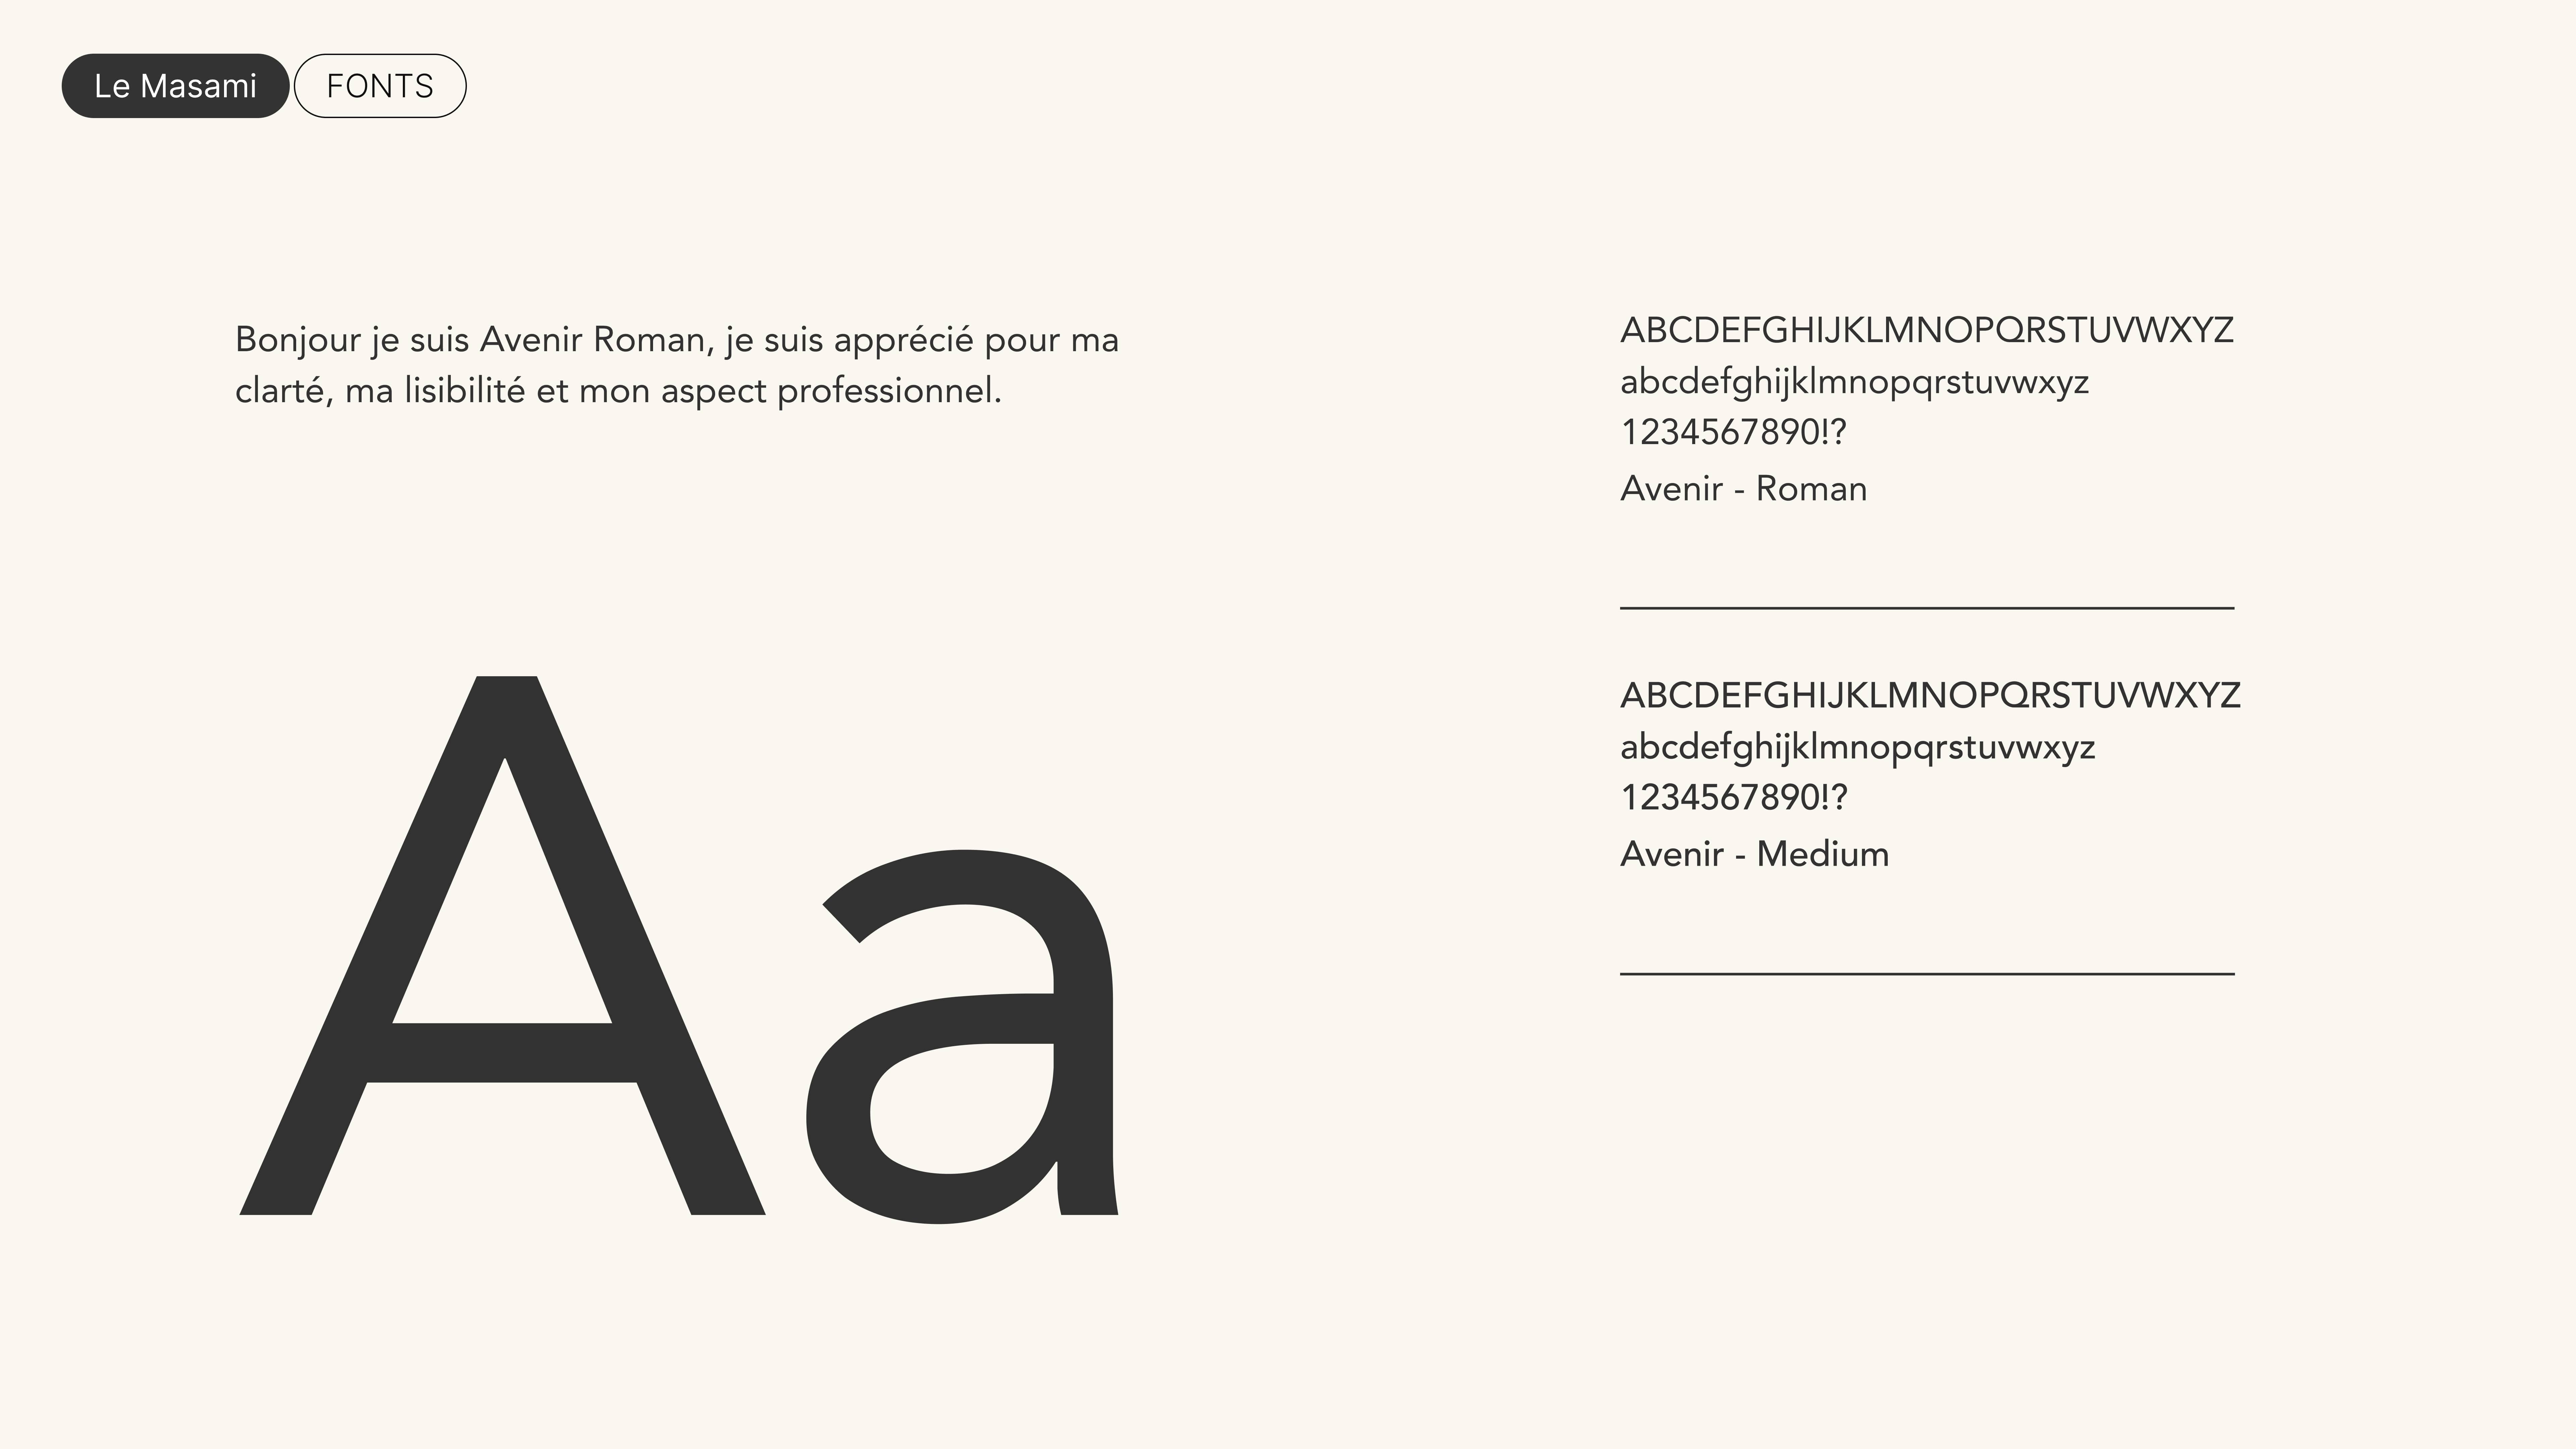 Le Masami
FONTS
Bonjour je suis Avenir Roman, je suis apprécié pour ma
clarté, ma lisibilité et mon aspect professionnel.
Aa
ABCDEFGHIJKLMNOPQRSTUVWXYZ
abcdefghijklmnopqrstuvwxyz
1234567890!?
Avenir - Roman
ABCDEFGHIJKLMNOPQRSTUVWXYZ
abcdefghijklmnopqrstuvwxyz
1234567890!?
Avenir - Medium